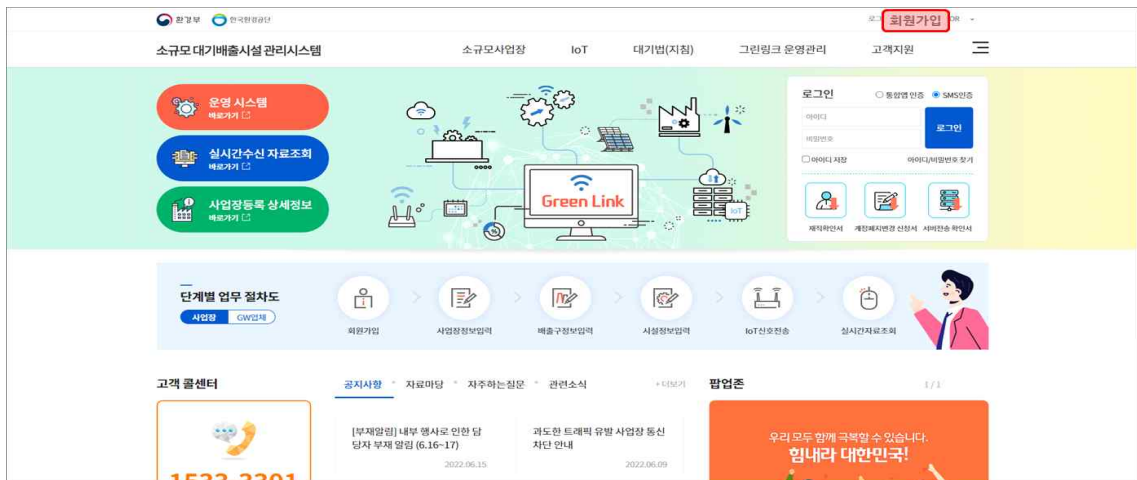 환경부 한국환경공단
회원가입
소규모 대기배출시설 관리시스템
소규모사업장 IoT 대기법(지침) 그린링크 운영관리 고객지원
운영 시스템
바로가기
실시간수신 자료조회
바로가기
사업장등록 상세정보
바로가기
Green Link
IoT
로그인 통합앱 인증 SMS인증
아이디
비밀번호
로그인
아이디 저장 아이디/비밀번호 찾기
재직확인서 계정폐지변경 신청서 서버전송 확인서
단계별 업무 절차도
사업장 GW업체
회원가입 사업장정보입력 배출구정보입력 시설정보입력 IoT신호전송 실시간자료조회
고객 콜센터
공지사항 자료마당 자주하는질문 관련소식 +더보기
팝업존 1 / 1
[부재알림] 내부 행사로 인한 담
당자 부재 알림 (6.16~17)
2022.06.15
과도한 트래픽 유발 사업장 통신
차단 안내
2022.06.09
우리 모두 함께 극복할 수 있습니다.
힘내라 대한민국!